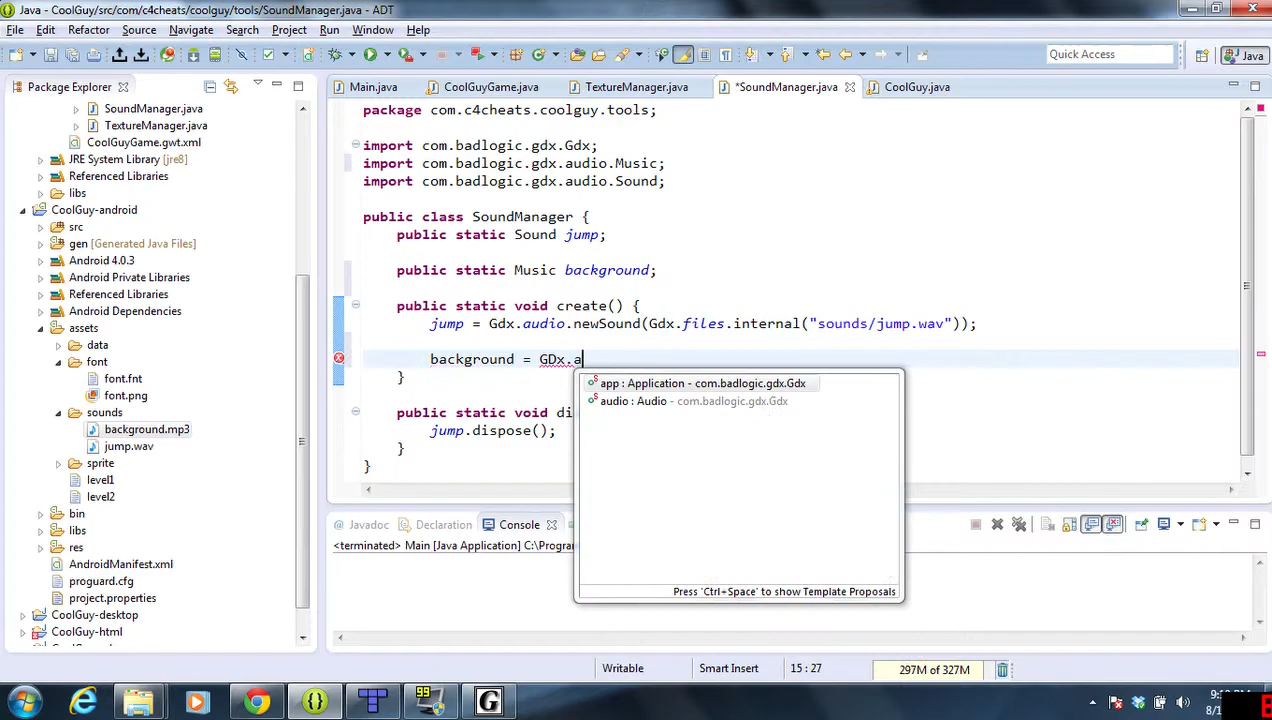 Java - CoolGuy/src/com/c4cheats/coolguy/tools/SoundManager.java - ADT
File Edit Refactor Source Navigate Search Project Run Window Help
Quick Access
Java
Package Explorer
SoundManager.java
TextureManager.java
CoolGuyGame.gwt.xml
JRE System Library [jre8]
Referenced Libraries
libs
CoolGuy-android
src
gen [Generated Java Files]
Android 4.0.3
Android Private Libraries
Referenced Libraries
Android Dependencies
assets
data
font
font.fnt
font.png
sounds
background.mp3
jump.wav
sprite
level1
level2
bin
libs
res
AndroidManifest.xml
proguard.cfg
project.properties
CoolGuy-desktop
CoolGuy-html
Main.java CoolGuyGame.java TextureManager.java *SoundManager.java CoolGuy.java
package com.c4cheats.coolguy.tools;
import com.badlogic.gdx.Gdx;
import com.badlogic.gdx.audio.Music;
import com.badlogic.gdx.audio.Sound;
public class SoundManager {
public static Sound jump;
public static Music background;
public static void create() {
jump = Gdx.audio.newSound(Gdx.files.internal("sounds/jump.wav"));
background = GDx.a
}
public static void di
jump.dispose();
}
}
app : Application - com.badlogic.gdx.Gdx
audio : Audio - com.badlogic.gdx.Gdx
Press 'Ctrl+Space' to show Template Proposals
@ Javadoc Declaration Console
<terminated> Main [Java Application] C:\Program
Writable Smart Insert 15 : 27 297M of 327M
99
G